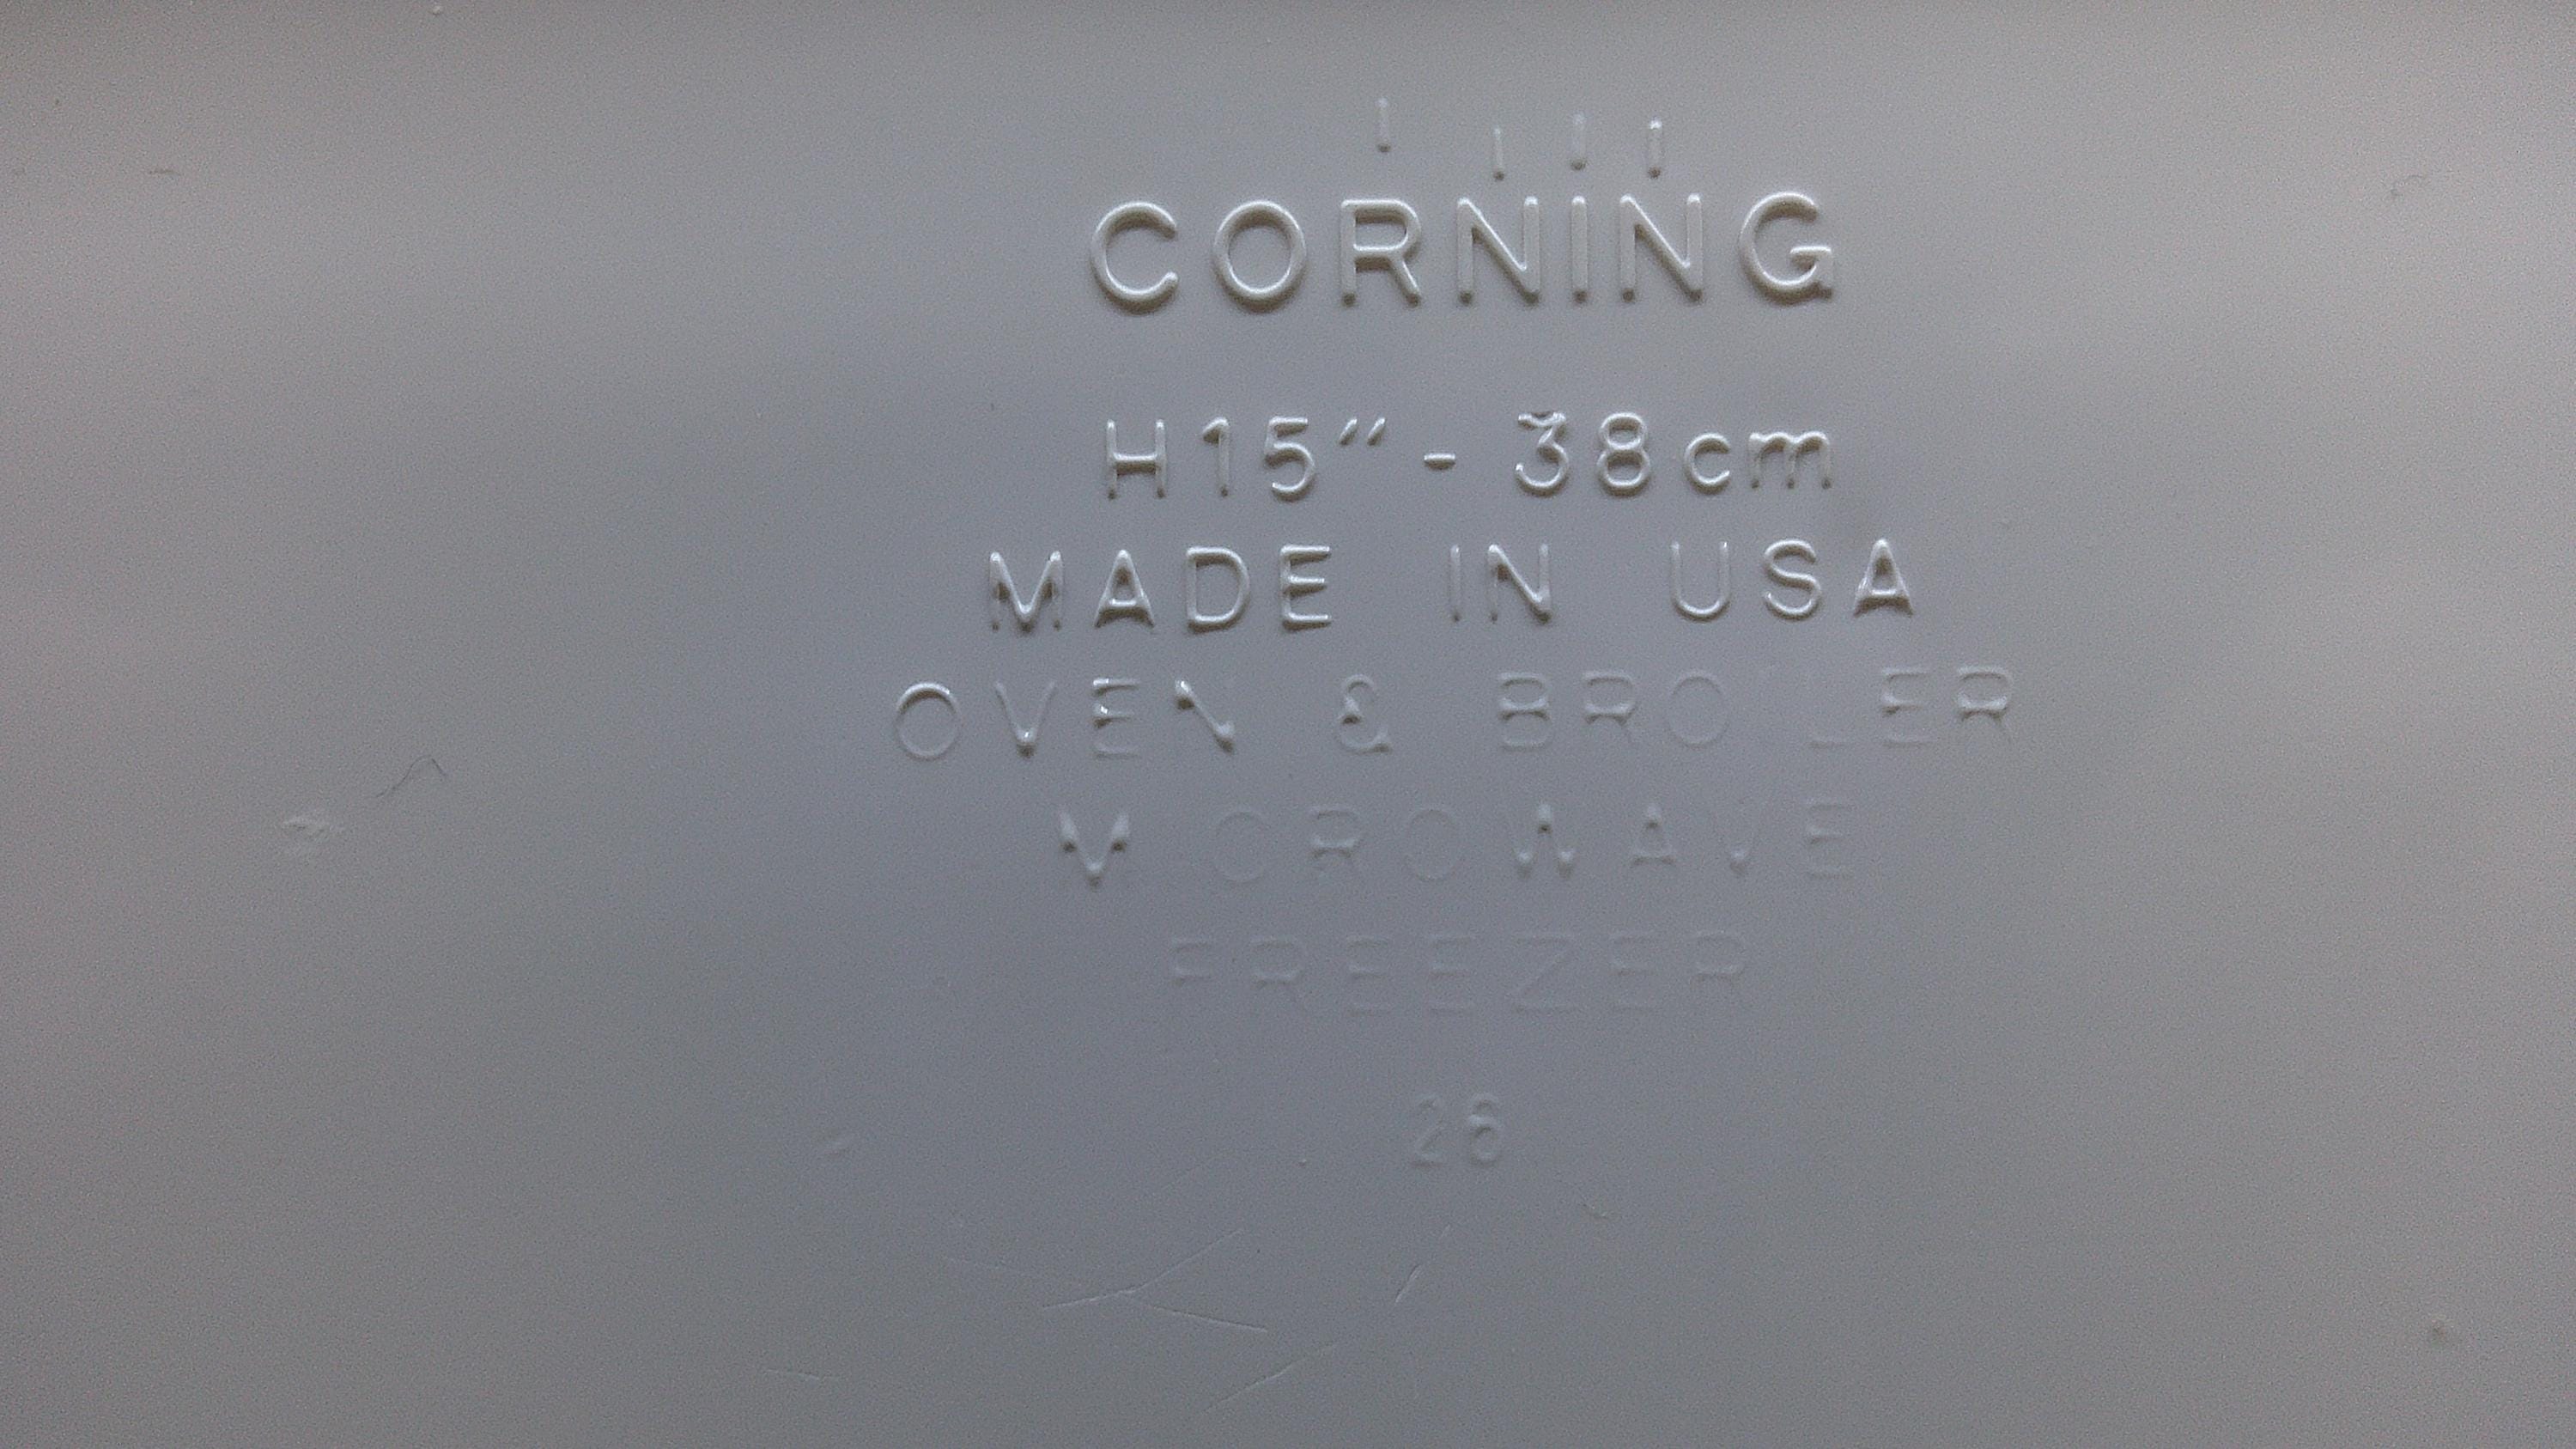 CORNING
H15" - 38cm
MADE IN USA
OVEN & BROILER
MICROWAVE
FREEZER
26